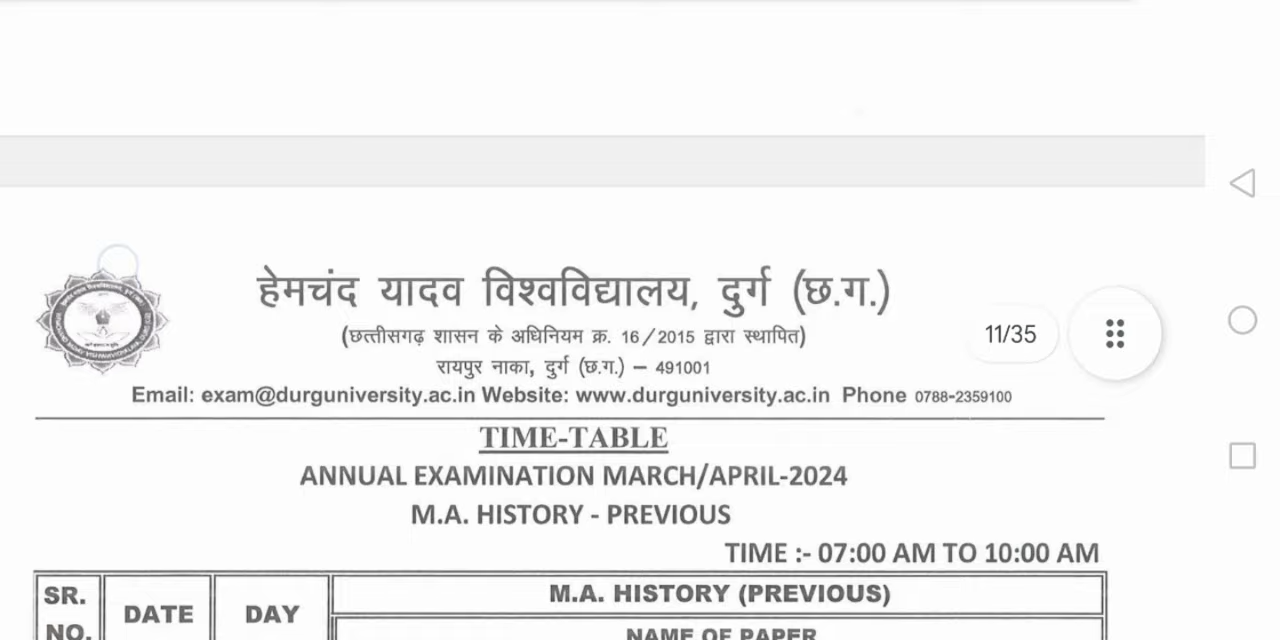 हेमचंद यादव विश्वविद्यालय, दुर्ग (छ.ग.)
(छत्तीसगढ़ शासन के अधिनियम क्र. 16/2015 द्वारा स्थापित)
रायपुर नाका, दुर्ग (छ.ग.) – 491001
11/35
Email: exam@durguniversity.ac.in Website: www.durguniversity.ac.in Phone 0788-2359100
TIME-TABLE
ANNUAL EXAMINATION MARCH/APRIL-2024
M.A. HISTORY - PREVIOUS
TIME :- 07:00 AM TO 10:00 AM
SR. NO.
DATE
DAY
M.A. HISTORY (PREVIOUS)
NAME OF PAPER